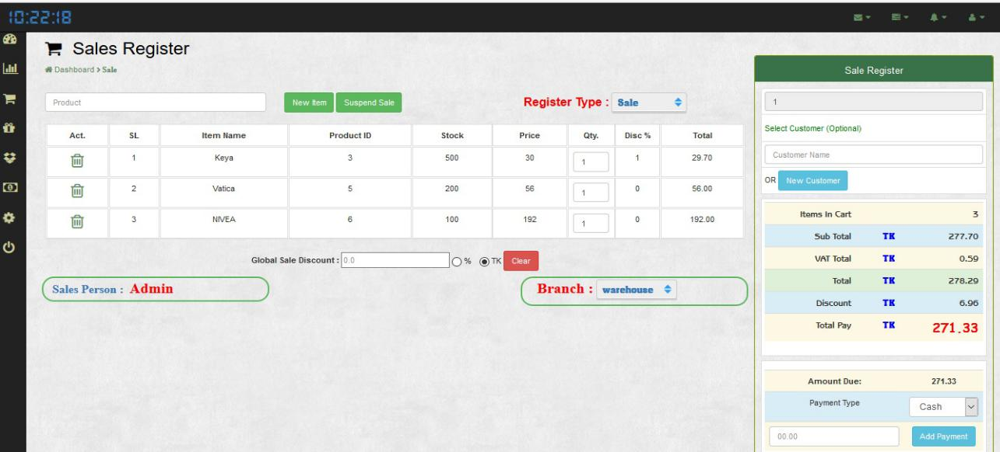 10:22:18
Sales Register
Dashboard > Sale
Product
New Item Suspend Sale
Register Type : Sale
Act. SL Item Name Product ID Stock Price Qty. Disc % Total
1 Keya 3 500 30 1 1 29.70
2 Vatica 5 200 56 1 0 56.00
3 NIVEA 6 100 192 1 0 192.00
Global Sale Discount : 0.0 % TK Clear
Sales Person : Admin
Branch : warehouse
Sale Register
1
Select Customer (Optional)
Customer Name
OR New Customer
Items In Cart 3
Sub Total TK 277.70
VAT Total TK 0.59
Total TK 278.29
Discount TK 6.96
Total Pay TK 271.33
Amount Due: 271.33
Payment Type Cash
00.00 Add Payment